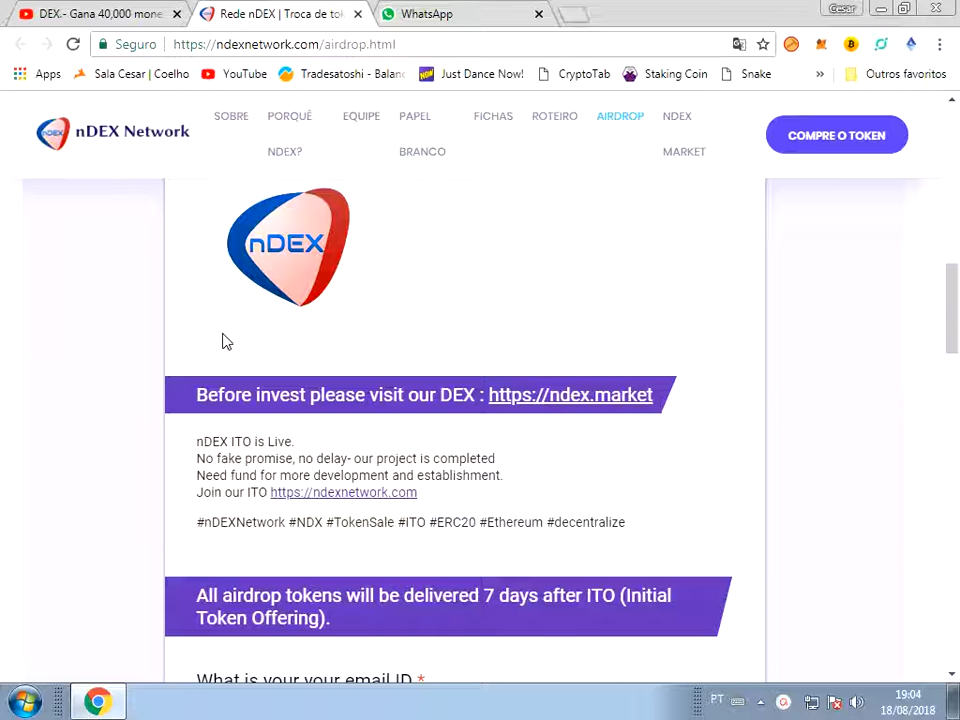 DEX.- Gana 40,000 mone
Rede nDEX | Troca de tok
WhatsApp
Cesar
Seguro
https://ndexnetwork.com/airdrop.html
Apps
Sala Cesar | Coelho
YouTube
Tradesatoshi - Balanc
Just Dance Now!
CryptoTab
Staking Coin
Snake
»
Outros favoritos
nDEX
nDEX Network
SOBRE
PORQUÊ
NDEX?
EQUIPE
PAPEL
BRANCO
FICHAS
ROTEIRO
AIRDROP
NDEX
MARKET
COMPRE O TOKEN
nDEX
Before invest please visit our DEX : https://ndex.market
nDEX ITO is Live.
No fake promise, no delay- our project is completed
Need fund for more development and establishment.
Join our ITO https://ndexnetwork.com
#nDEXNetwork #NDX #TokenSale #ITO #ERC20 #Ethereum #decentralize
All airdrop tokens will be delivered 7 days after ITO (Initial
Token Offering).
What is your your email ID *
PT
19:04
18/08/2018